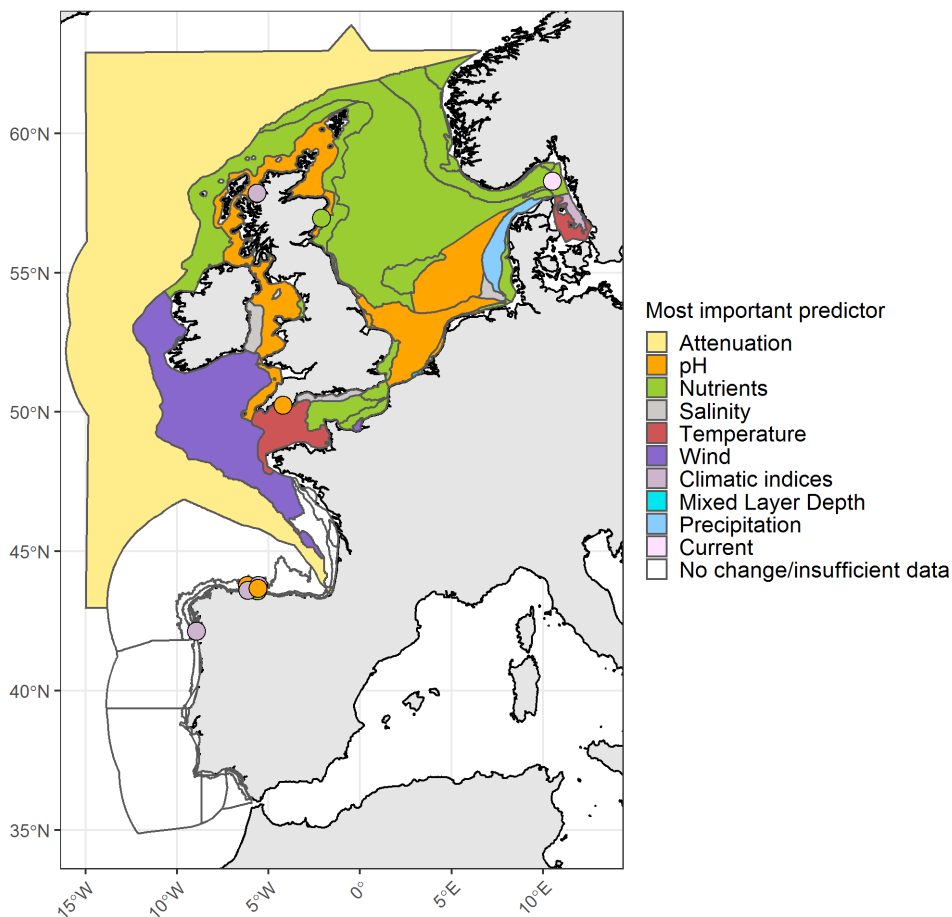 60°N
55°N
50°N
45°N
40°N
35°N
15°W
10°W
5°W
0°
5°E
10°E
Most important predictor
Attenuation
pH
Nutrients
Salinity
Temperature
Wind
Climatic indices
Mixed Layer Depth
Precipitation
Current
No change/insufficient data